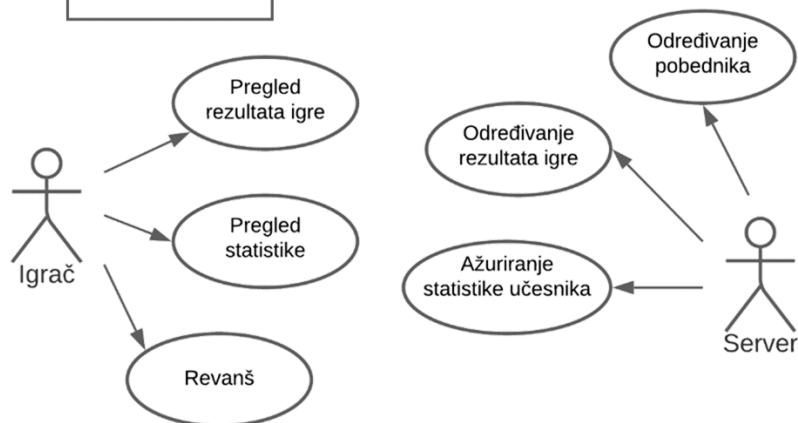 Pregled
rezultata igre
Pregled
statistike
Igrač
Revanš
Određivanje
pobednika
Određivanje
rezultata igre
Ažuriranje
statistike učesnika
Server